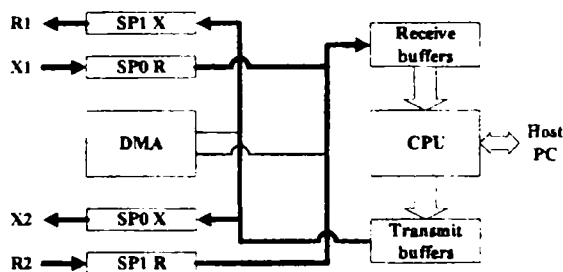 R1 SP1 X Receive
buffers
X1 SP0 R
DMA CPU Host
PC
X2 SP0 X Transmit
buffers
R2 SP1 R